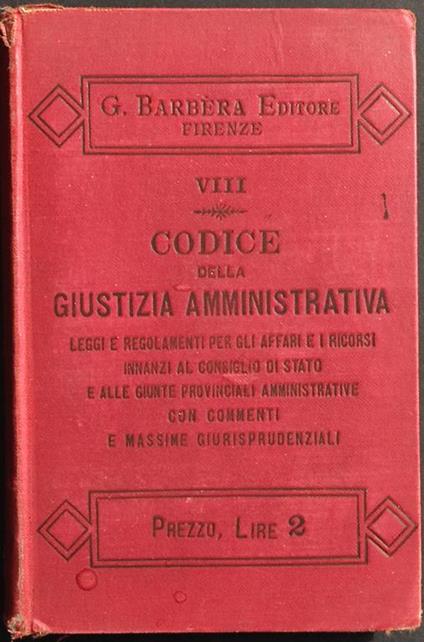 G. BARBÈRA EDITORE
FIRENZE
VIII
CODICE
DELLA
GIUSTIZIA AMMINISTRATIVA
LEGGI E REGOLAMENTI PER GLI AFFARI E I RICORSI
INNANZI AL CONSIGLIO DI STATO
E ALLE GIUNTE PROVINCIALI AMMINISTRATIVE
CON COMMENTI
E MASSIME GIURISPRUDENZIALI
PREZZO, LIRE 2